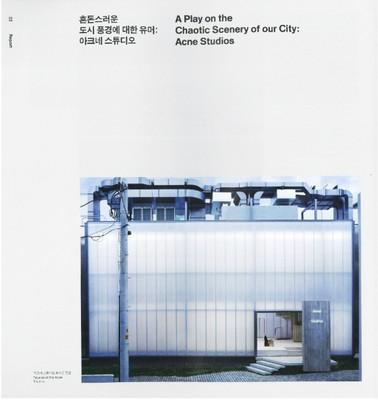 Report
혼돈스러운
도시 풍경에 대한 유머:
아크네 스튜디오
A Play on the
Chaotic Scenery of our City:
Acne Studios